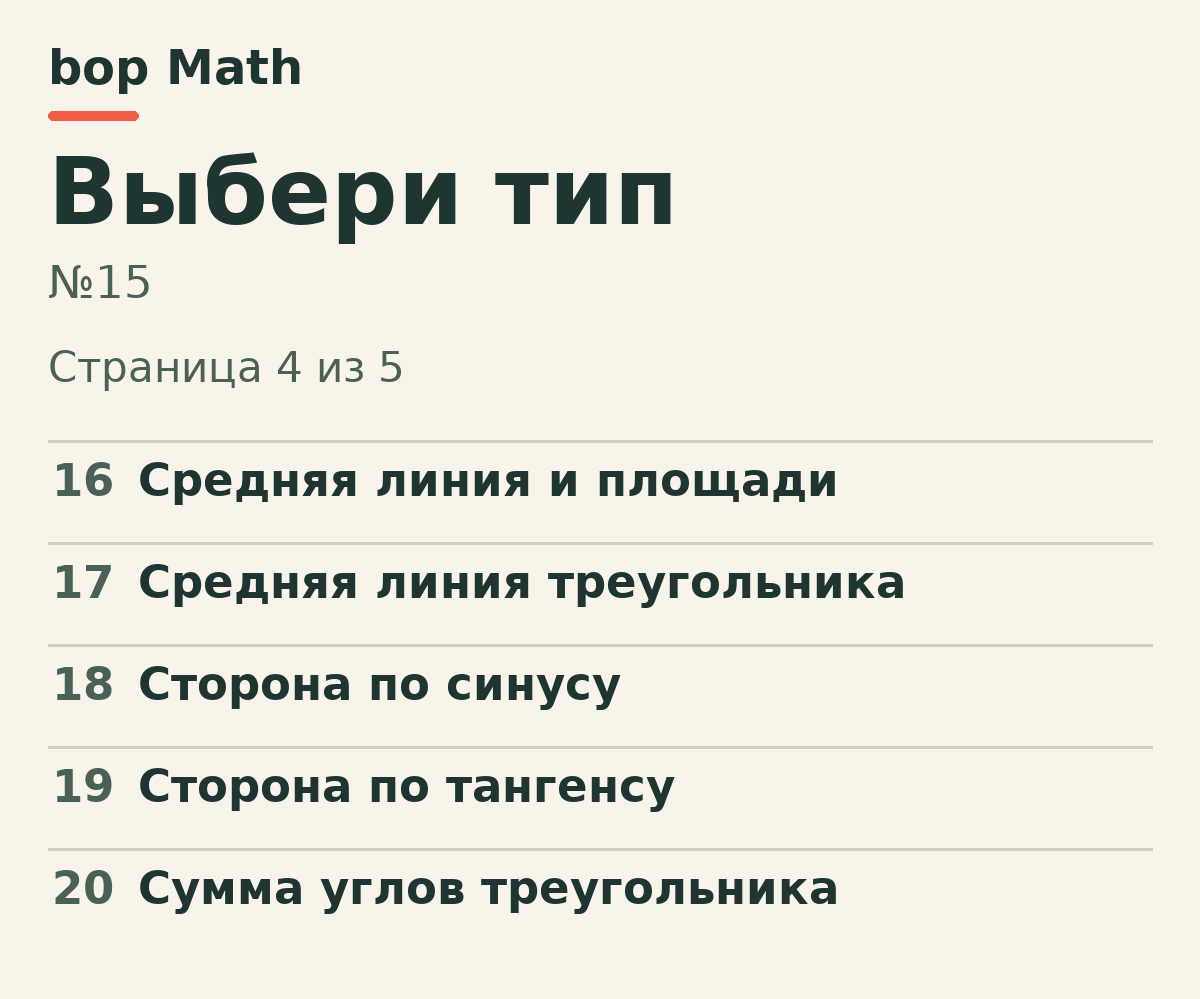 bop Math
Выбери тип
№15
Страница 4 из 5
16 Средняя линия и площади
17 Средняя линия треугольника
18 Сторона по синусу
19 Сторона по тангенсу
20 Сумма углов треугольника